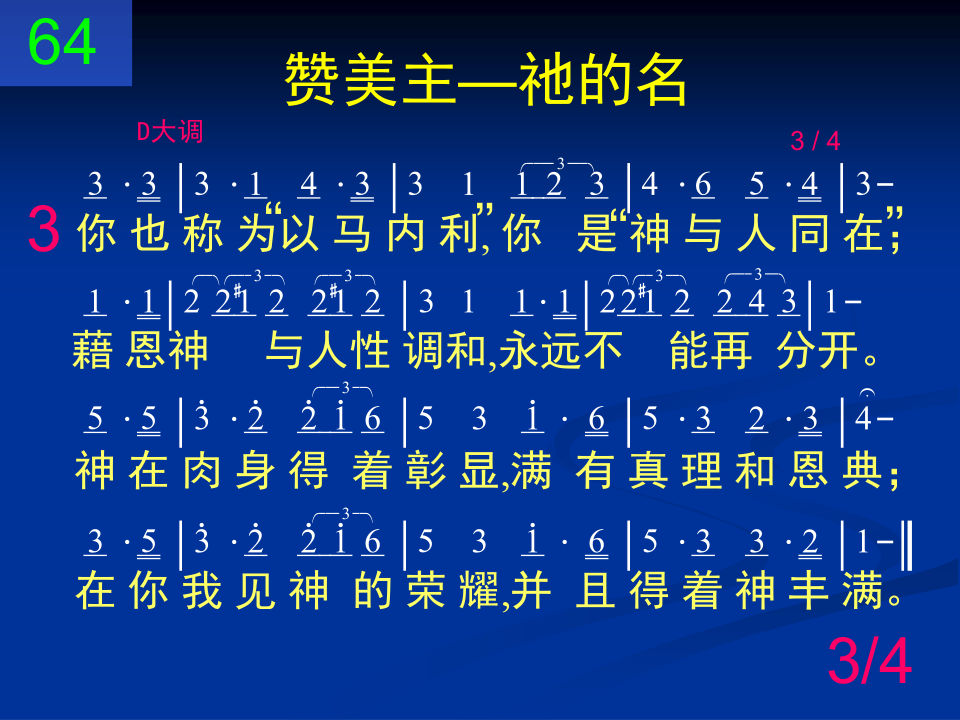 64
赞美主—祂的名
D大调
3 / 4
3 · 3 | 3 · 1 4 · 3 | 3 1 1 2 3 | 4 · 6 5 · 4 | 3 -
3 你也称为“以马内利”,你是“神与人同在”;
1 · 1 | 2 2 #1 2 2 #1 2 | 3 1 1 · 1 | 2 2 #1 2 2 4 3 | 1 -
藉恩神 与人性调和,永远不 能再 分开。
5 · 5 | 3̇ · 2̇ 2̇ 1̇ 6 | 5 3 1̇ · 6 | 5 · 3 2 · 3 | 4 -
神在肉身得 着彰显,满 有真理和恩典;
3 · 5 | 3̇ · 2̇ 2̇ 1̇ 6 | 5 3 1̇ · 6 | 5 · 3 3 · 2 | 1 - ‖
在你我见神 的荣耀,并 且得着神丰满。
3/4